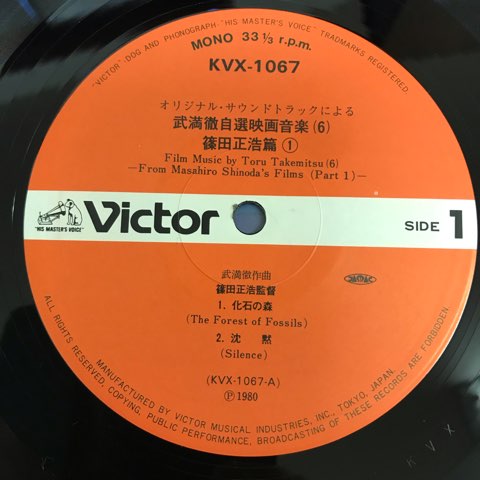 "VICTOR", DOG AND PHONOGRAPH "HIS MASTER'S VOICE" TRADEMARKS REGISTERED.
MONO 33 1/3 r.p.m.
KVX-1067
オリジナル・サウンドトラックによる
武満徹自選映画音楽(6)
篠田正浩篇①
Film Music by Toru Takemitsu(6)
—From Masahiro Shinoda's Films (Part 1)—
"HIS MASTER'S VOICE"
Victor
SIDE 1
武満徹作曲
篠田正浩監督
1. 化石の森
(The Forest of Fossils)
2. 沈 黙
(Silence)
(KVX-1067-A)
Ⓟ 1980
ALL RIGHTS RESERVED, COPYING, PUBLIC PERFORMANCE, BROADCASTING OF THESE RECORDS ARE FORBIDDEN.
MANUFACTURED BY VICTOR MUSICAL INDUSTRIES, INC., TOKYO, JAPAN.
KVX